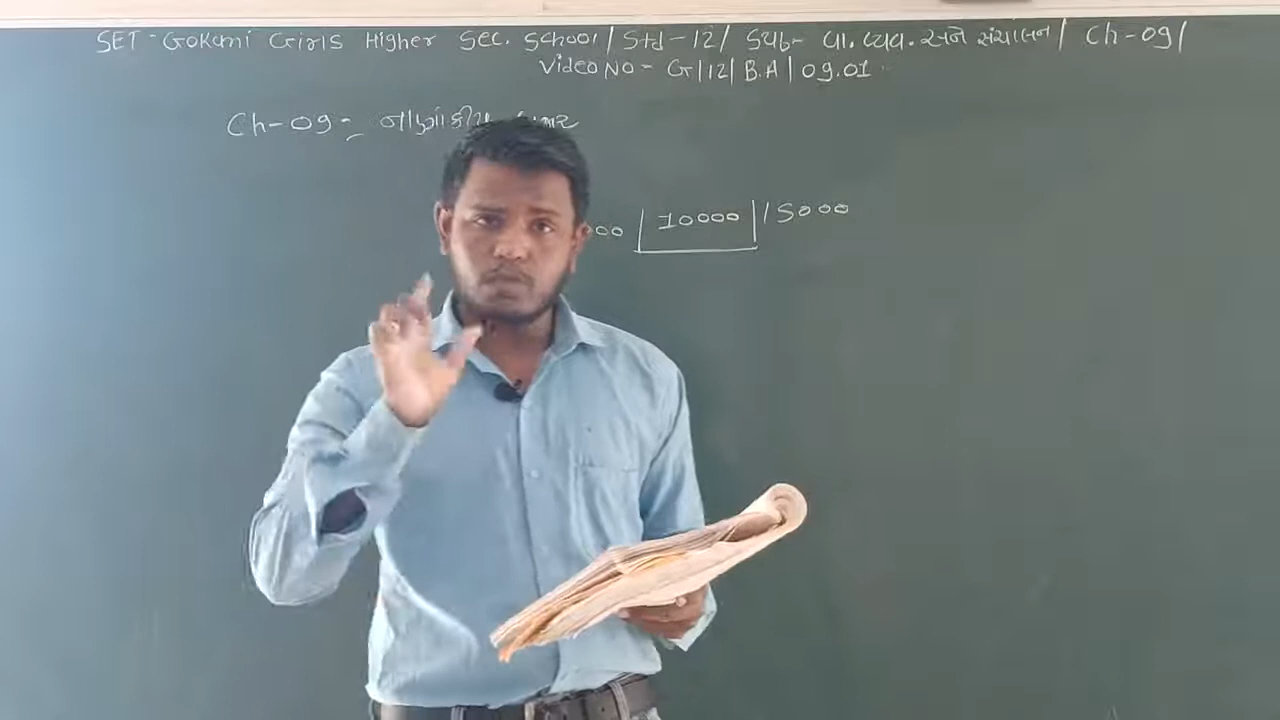 SET - Gokani Girls Higher Sec. School / Std - 12 / Sub - વા. વ્યવ. અને સંચાલન / Ch-09 /
Video No - G/12/ B.A / 09.01
Ch-09 - નાણાંકીય
000 | 10000 | 15000